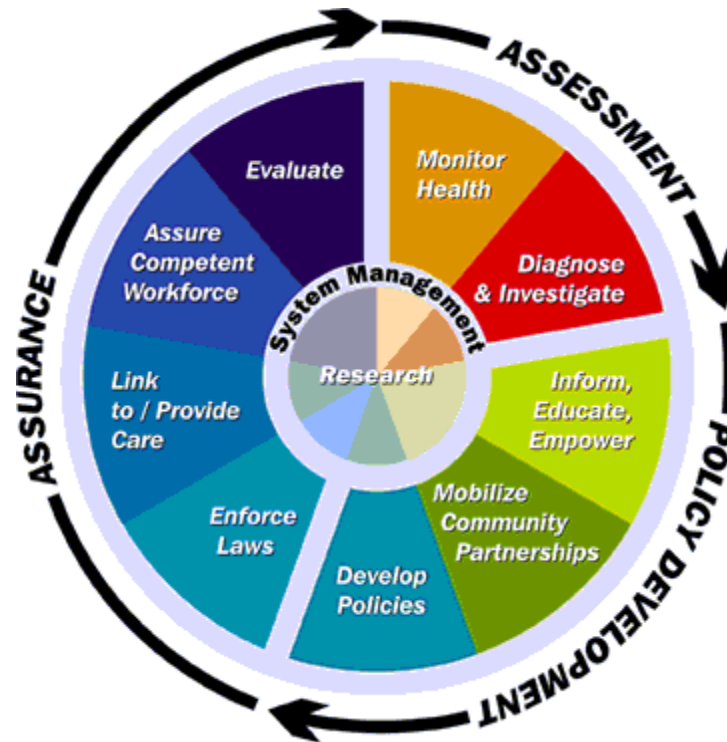 ASSESSMENT
POLICY DEVELOPMENT
ASSURANCE
Evaluate
Monitor
Health
Diagnose
& Investigate
Inform,
Educate,
Empower
Mobilize
Community
Partnerships
Develop
Policies
Enforce
Laws
Link
to / Provide
Care
Assure
Competent
Workforce
System Management
Research